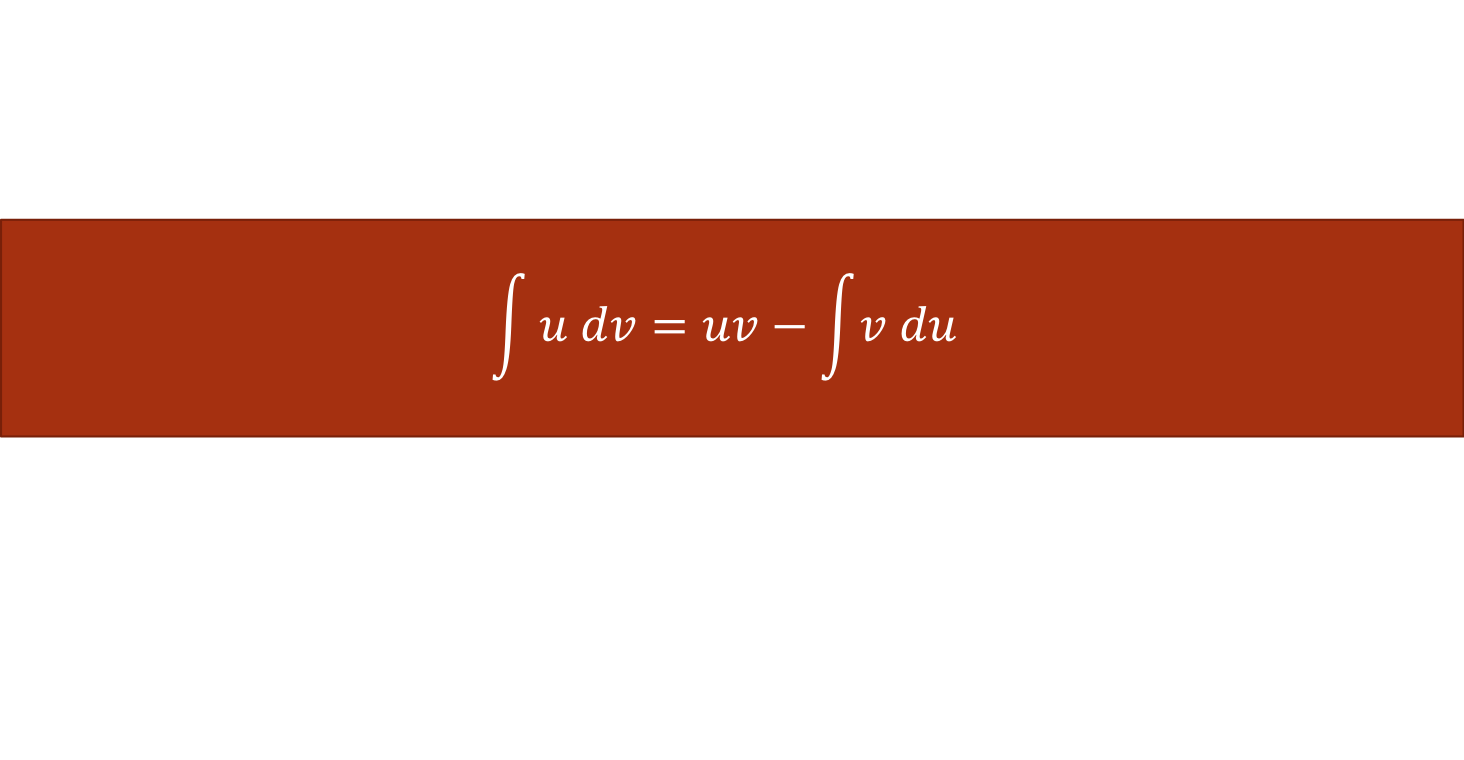 ∫ u dv = uv − ∫ v du